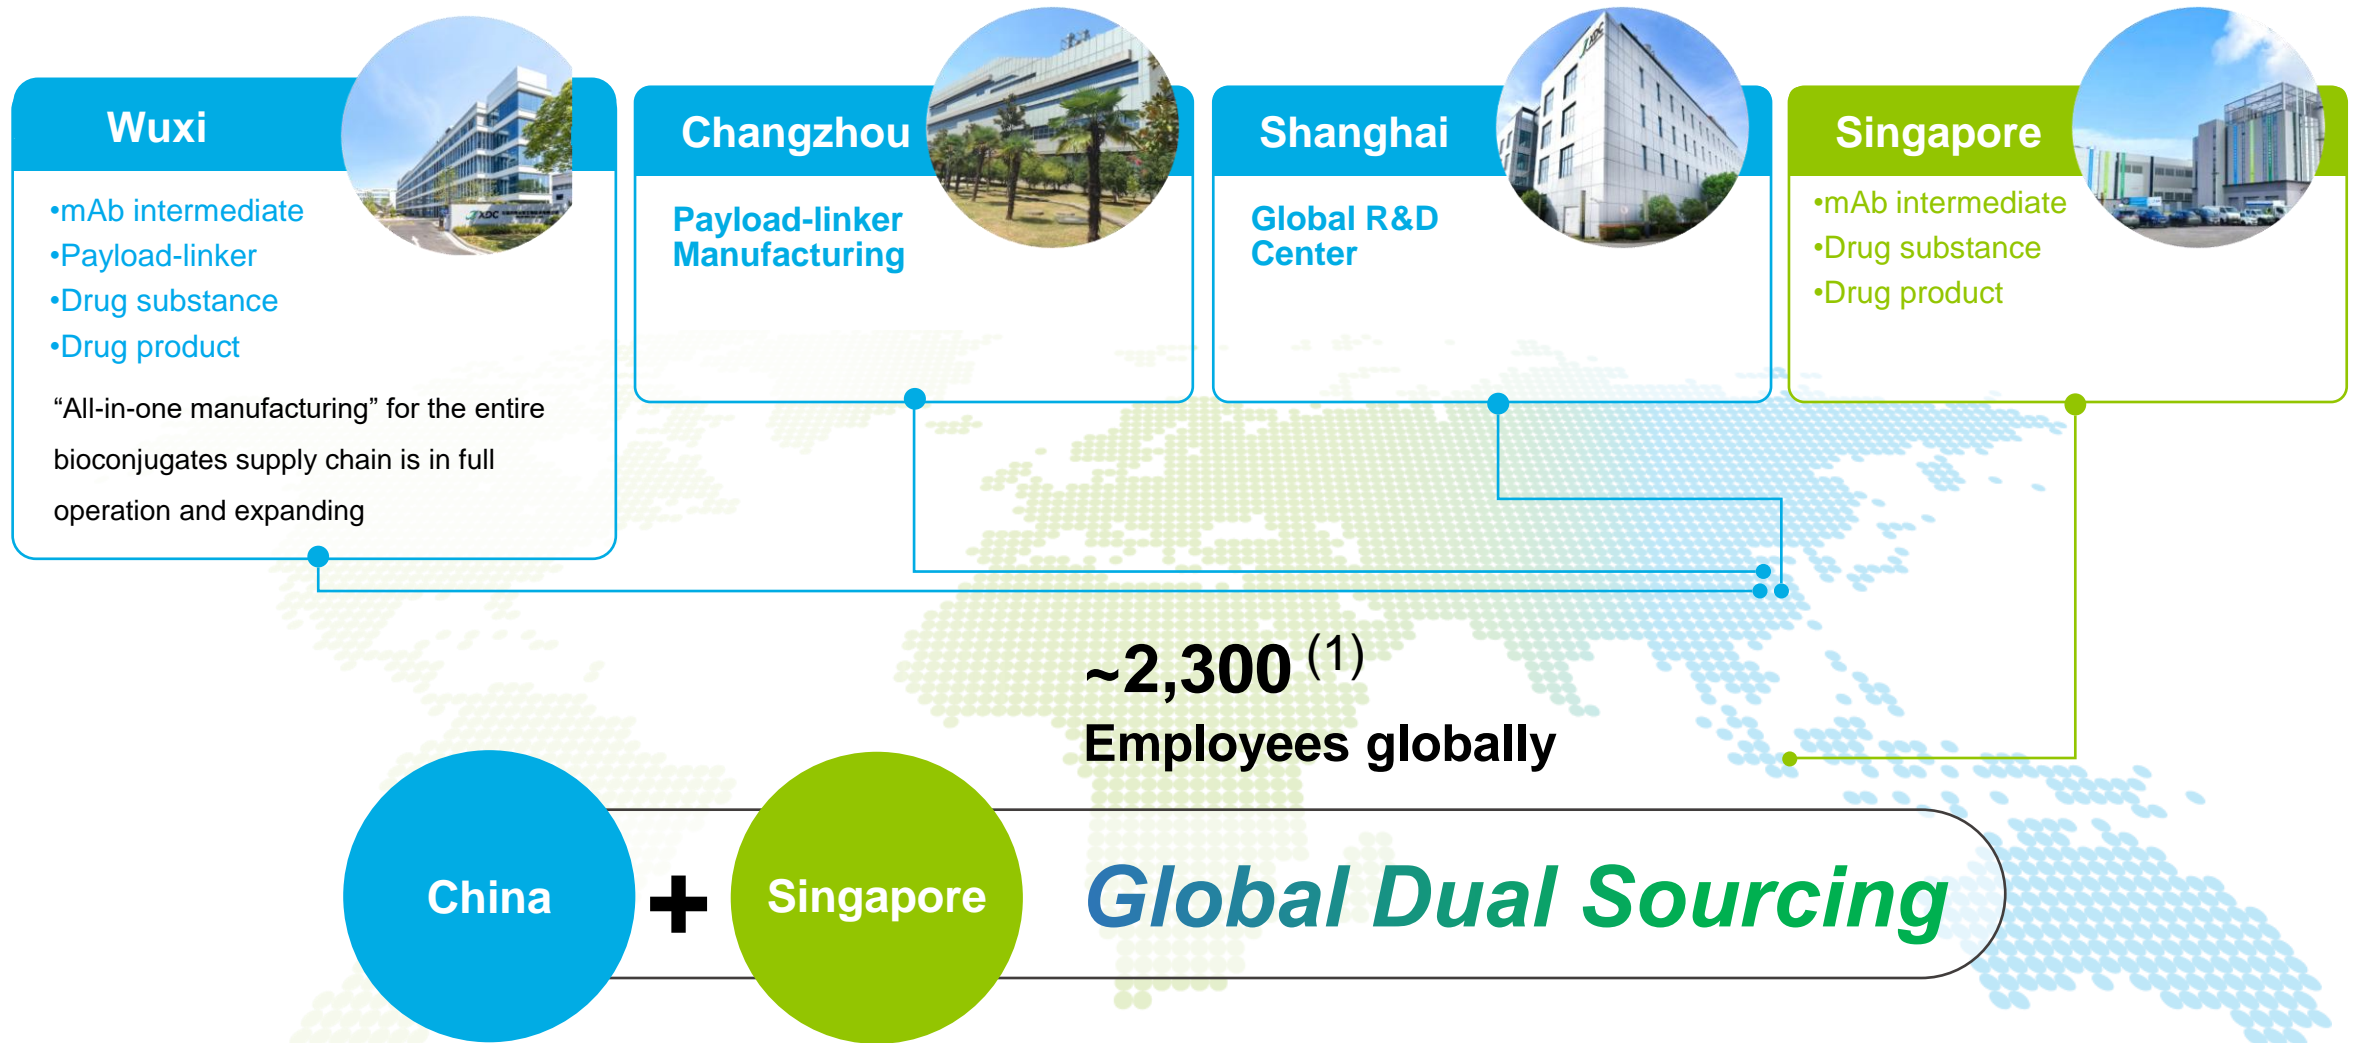 Wuxi
•mAb intermediate
•Payload-linker
•Drug substance
•Drug product
“All-in-one manufacturing” for the entire
bioconjugates supply chain is in full
operation and expanding
XDC
Changzhou
Payload-linker
Manufacturing
Shanghai
Global R&D
Center
XDC
Singapore
•mAb intermediate
•Drug substance
•Drug product
~2,300 (1)
Employees globally
China
+
Singapore
Global Dual Sourcing